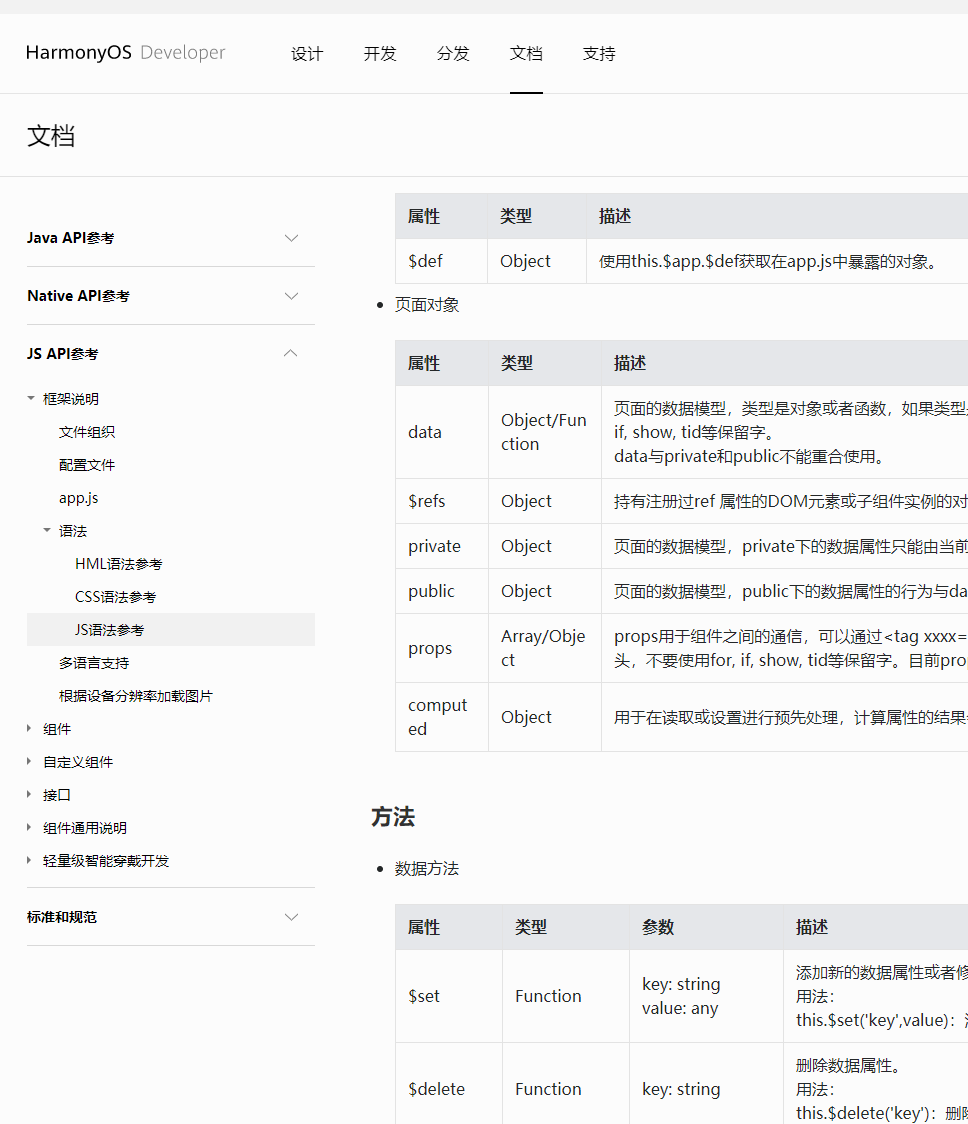 HarmonyOS Developer 设计 开发 分发 文档 支持
文档
Java API参考
Native API参考
JS API参考
框架说明
文件组织
配置文件
app.js
语法
HML语法参考
CSS语法参考
JS语法参考
多语言支持
根据设备分辨率加载图片
组件
自定义组件
接口
组件通用说明
轻量级智能穿戴开发
标准和规范
属性 类型 描述
$def Object 使用this.$app.$def获取在app.js中暴露的对象。
页面对象
属性 类型 描述
data Object/Fun
ction 页面的数据模型，类型是对象或者函数，如果类型
if, show, tid等保留字。
data与private和public不能重合使用。
$refs Object 持有注册过ref 属性的DOM元素或子组件实例的对
private Object 页面的数据模型，private下的数据属性只能由当前
public Object 页面的数据模型，public下的数据属性的行为与da
props Array/Obje
ct props用于组件之间的通信，可以通过<tag xxxx=
头，不要使用for, if, show, tid等保留字。目前prop
comput
ed Object 用于在读取或设置进行预先处理，计算属性的结果
方法
数据方法
属性 类型 参数 描述
$set Function key: string
value: any 添加新的数据属性或者修
用法：
this.$set('key',value)：
$delete Function key: string 删除数据属性。
用法：
this.$delete('key')：删除